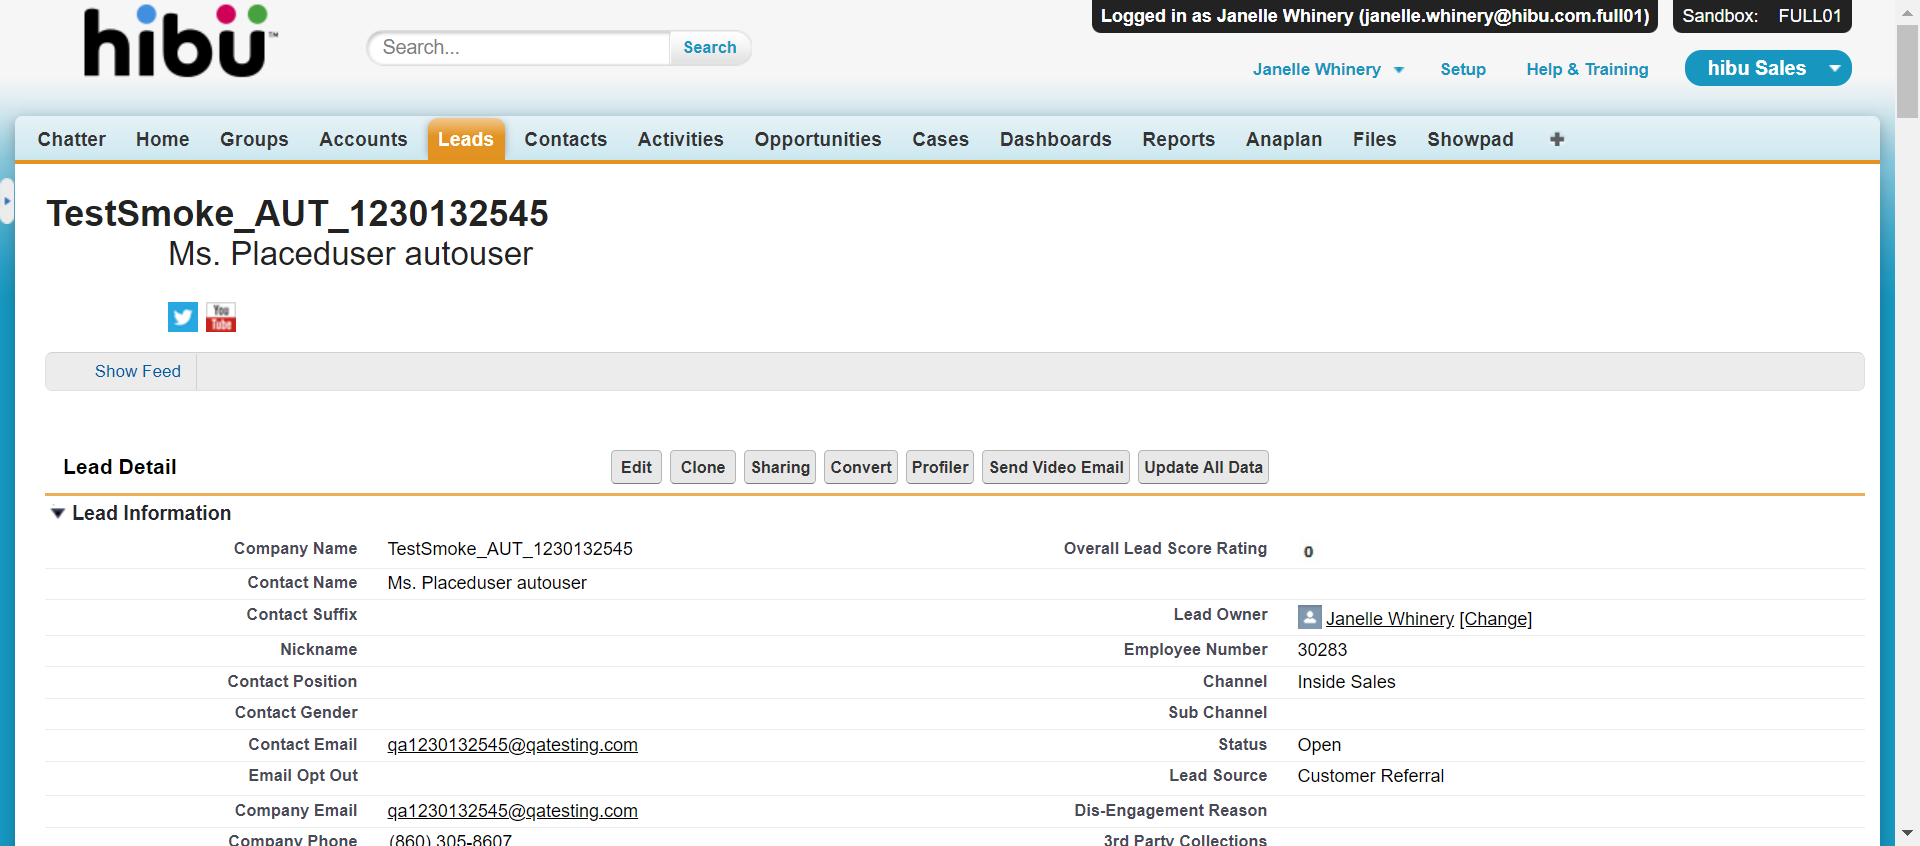 hibu™
Search...
Search
Logged in as Janelle Whinery (janelle.whinery@hibu.com.full01)
Sandbox: FULL01
Janelle Whinery
Setup
Help & Training
hibu Sales
Chatter Home Groups Accounts Leads Contacts Activities Opportunities Cases Dashboards Reports Anaplan Files Showpad
TestSmoke_AUT_1230132545
Ms. Placeduser autouser
You
Tube
Show Feed
Lead Detail
Edit Clone Sharing Convert Profiler Send Video Email Update All Data
Lead Information
Company Name TestSmoke_AUT_1230132545 Overall Lead Score Rating 0
Contact Name Ms. Placeduser autouser
Contact Suffix Lead Owner Janelle Whinery [Change]
Nickname Employee Number 30283
Contact Position Channel Inside Sales
Contact Gender Sub Channel
Contact Email qa1230132545@qatesting.com Status Open
Email Opt Out Lead Source Customer Referral
Company Email qa1230132545@qatesting.com Dis-Engagement Reason
Company Phone (860) 305-8607 3rd Party Collections